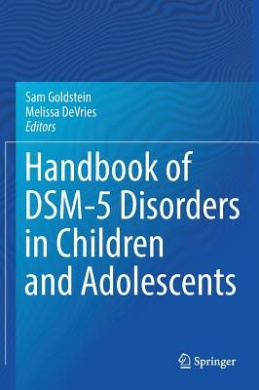 Sam Goldstein
Melissa DeVries
Editors
Handbook of
DSM-5 Disorders
in Children
and Adolescents
Springer